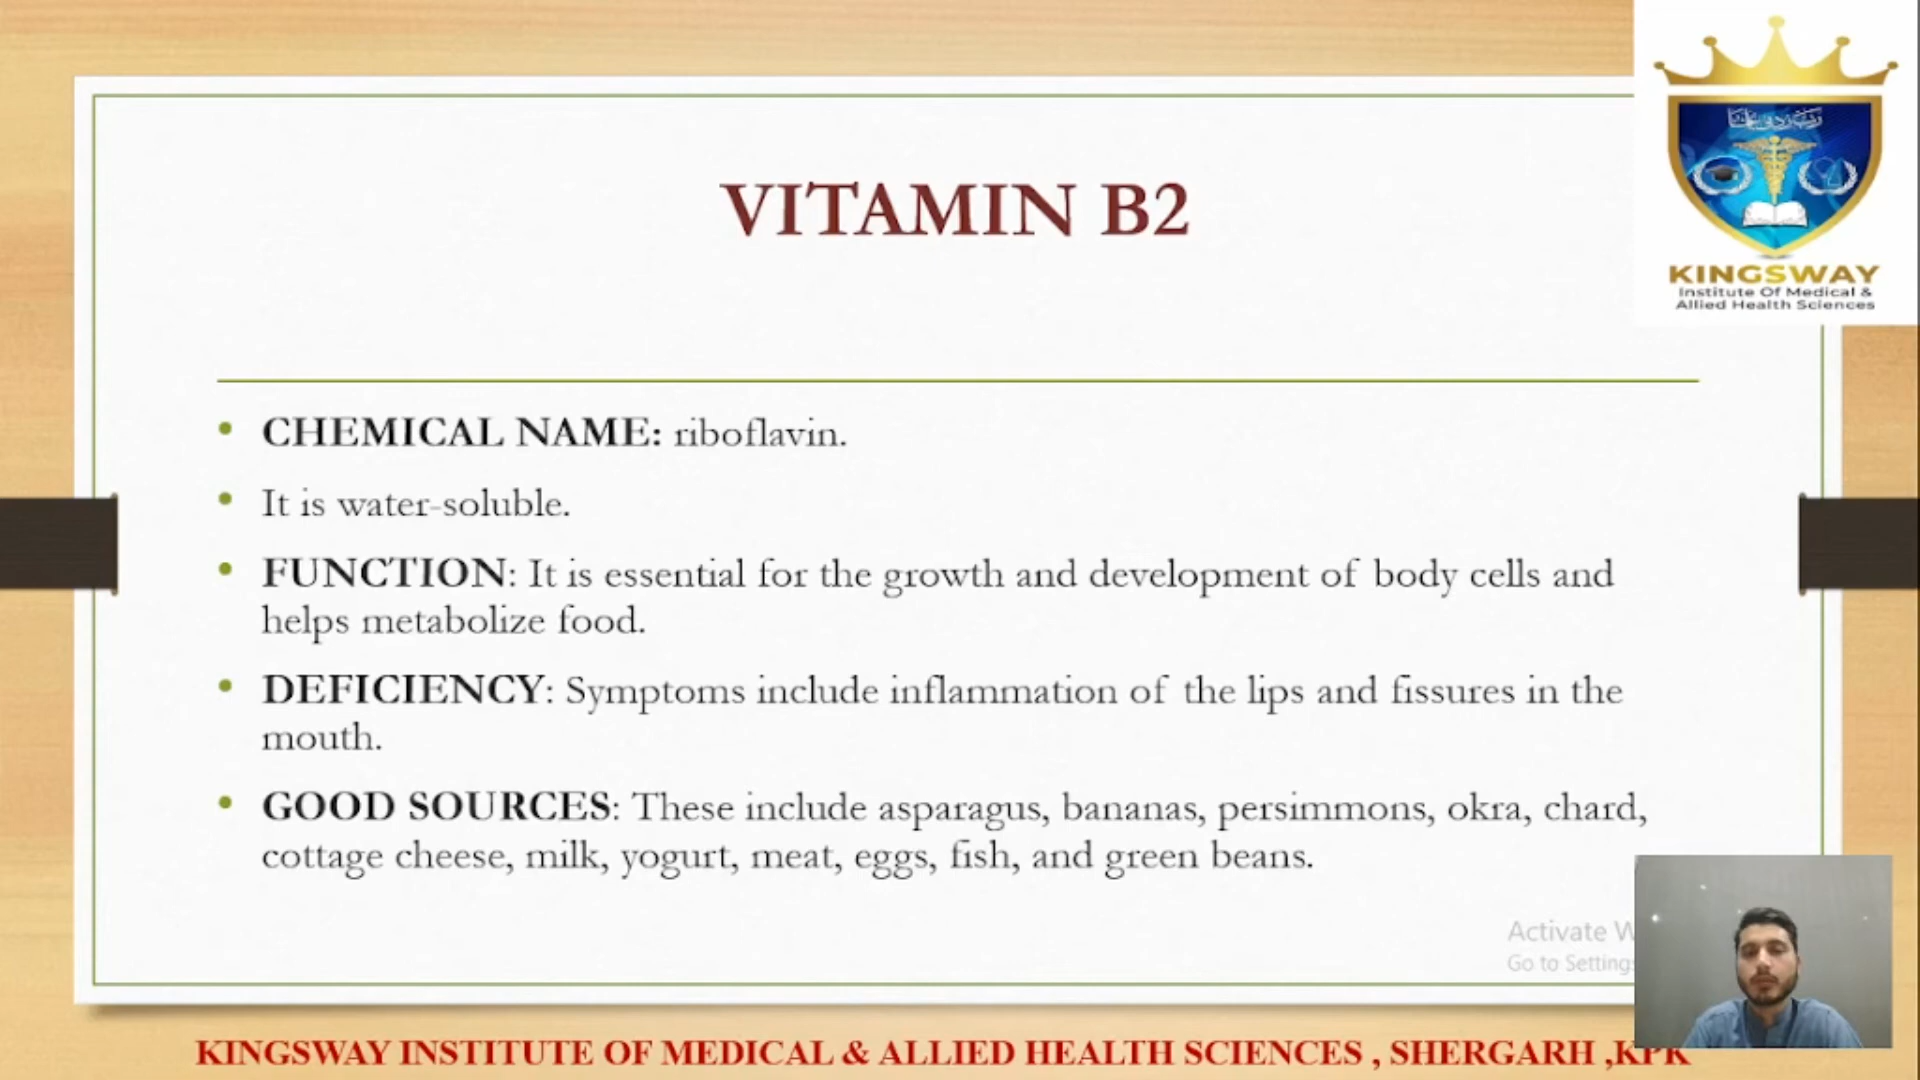 VITAMIN B2
KINGSWAY
Institute Of Medical &
Allied Health Sciences
• CHEMICAL NAME: riboflavin.
• It is water-soluble.
• FUNCTION: It is essential for the growth and development of body cells and
helps metabolize food.
• DEFICIENCY: Symptoms include inflammation of the lips and fissures in the
mouth.
• GOOD SOURCES: These include asparagus, bananas, persimmons, okra, chard,
cottage cheese, milk, yogurt, meat, eggs, fish, and green beans.
Activate W
Go to Settings
KINGSWAY INSTITUTE OF MEDICAL & ALLIED HEALTH SCIENCES , SHERGARH ,KPK